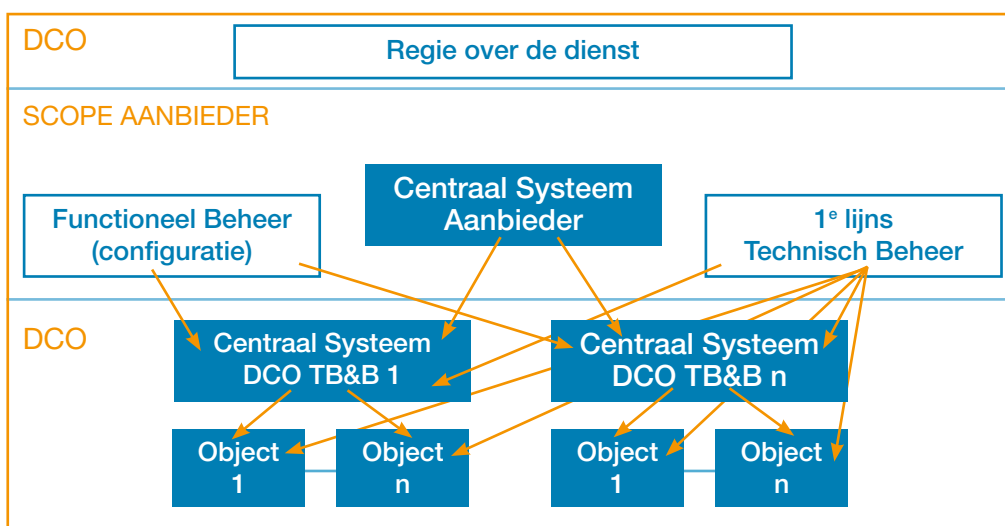 DCO
Regie over de dienst
SCOPE AANBIEDER
Centraal Systeem
Aanbieder
Functioneel Beheer
(configuratie)
1e lijns
Technisch Beheer
DCO
Centraal Systeem
DCO TB&B 1
Centraal Systeem
DCO TB&B n
Object
1
Object
n
Object
1
Object
n